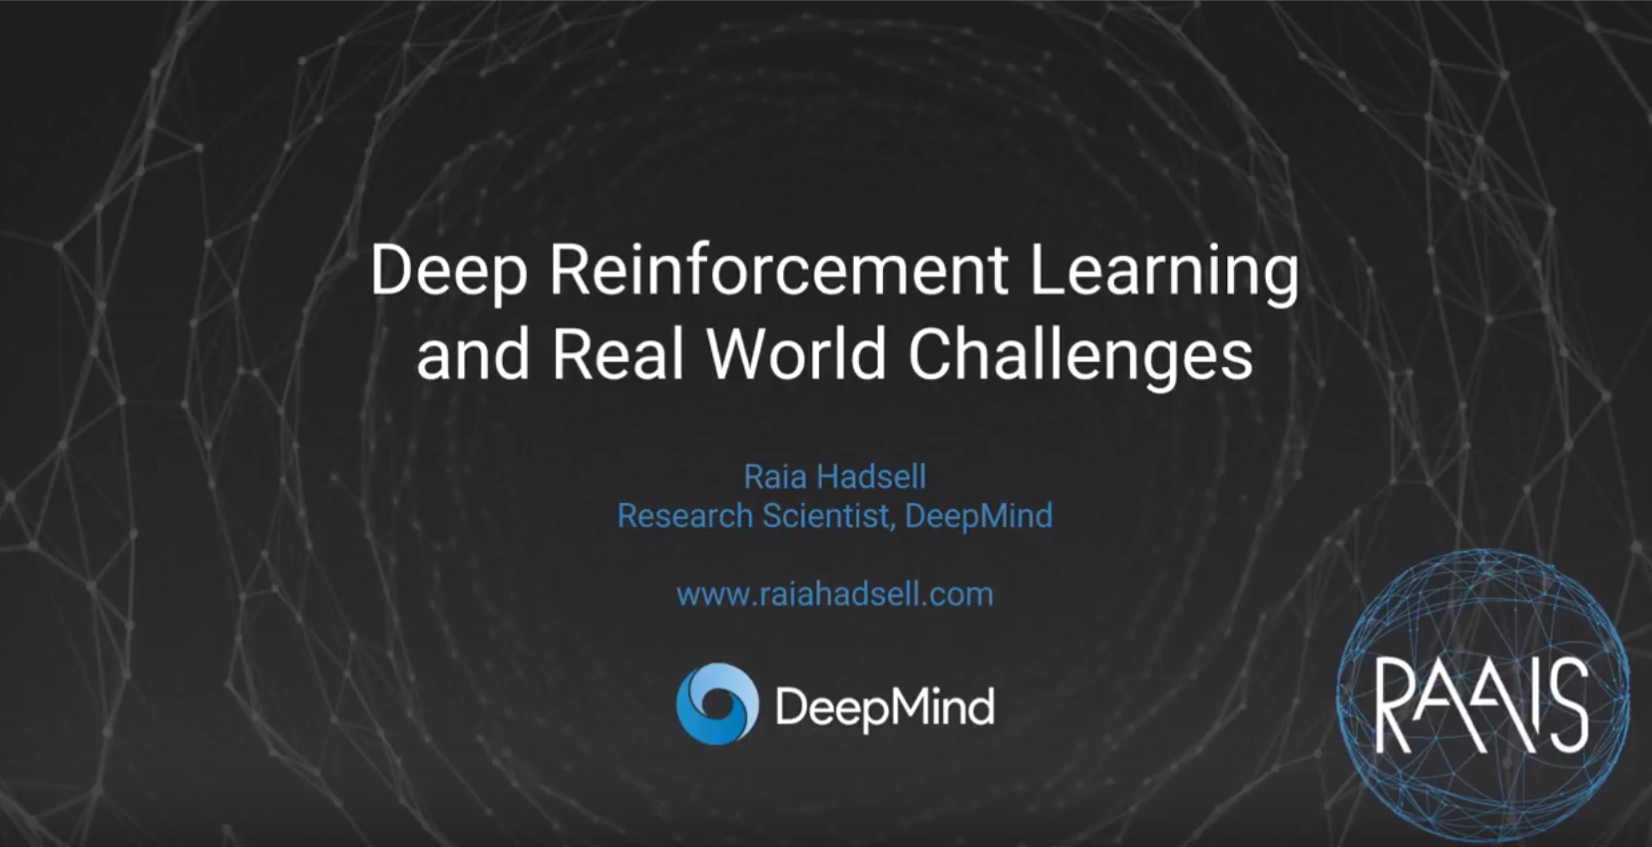 Deep Reinforcement Learning
and Real World Challenges
Raia Hadsell
Research Scientist, DeepMind
www.raiahadsell.com
DeepMind
RAAIS